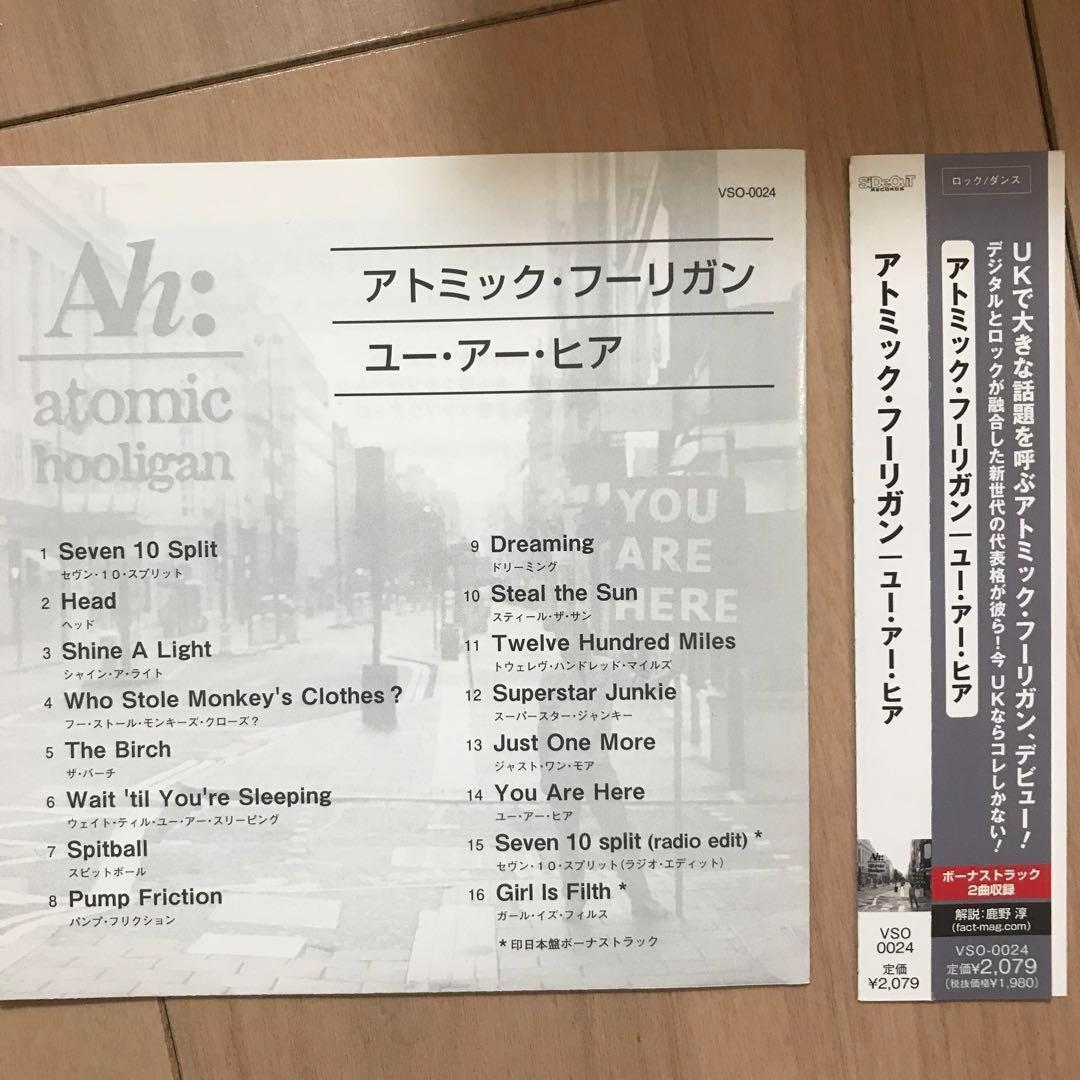 VSO-0024
Ah:
atomic
hooligan
アトミック・フーリガン
ユー・アー・ヒア
YOU
ARE
HERE
1 Seven 10 Split
セヴン・10・スプリット
2 Head
ヘッド
3 Shine A Light
シャイン・ア・ライト
4 Who Stole Monkey's Clothes?
フー・ストール・モンキーズ・クローズ?
5 The Birch
ザ・バーチ
6 Wait 'til You're Sleeping
ウェイト・ティル・ユー・アー・スリーピング
7 Spitball
スピットボール
8 Pump Friction
パンプ・フリクション
9 Dreaming
ドリーミング
10 Steal the Sun
スティール・ザ・サン
11 Twelve Hundred Miles
トウェレヴ・ハンドレッド・マイルズ
12 Superstar Junkie
スーパースター・ジャンキー
13 Just One More
ジャスト・ワン・モア
14 You Are Here
ユー・アー・ヒア
15 Seven 10 split (radio edit) *
セヴン・10・スプリット(ラジオ・エディット)
16 Girl Is Filth *
ガール・イズ・フィルス
*印日本盤ボーナストラック
SiDeOuT
RECORDS
アトミック・フーリガン|ユー・アー・ヒア
Ah:
VSO
0024
定価
¥2,079
ロック/ダンス
UKで大きな話題を呼ぶアトミック・フーリガン、デビュー!
デジタルとロックが融合した新世代の代表格が彼ら!今 UKならコレしかない!
アトミック・フーリガン|ユー・アー・ヒア
ボーナストラック
2曲収録
解説:鹿野 淳
(fact-mag.com)
VSO-0024
定価¥2,079
(税抜価格¥1,980)